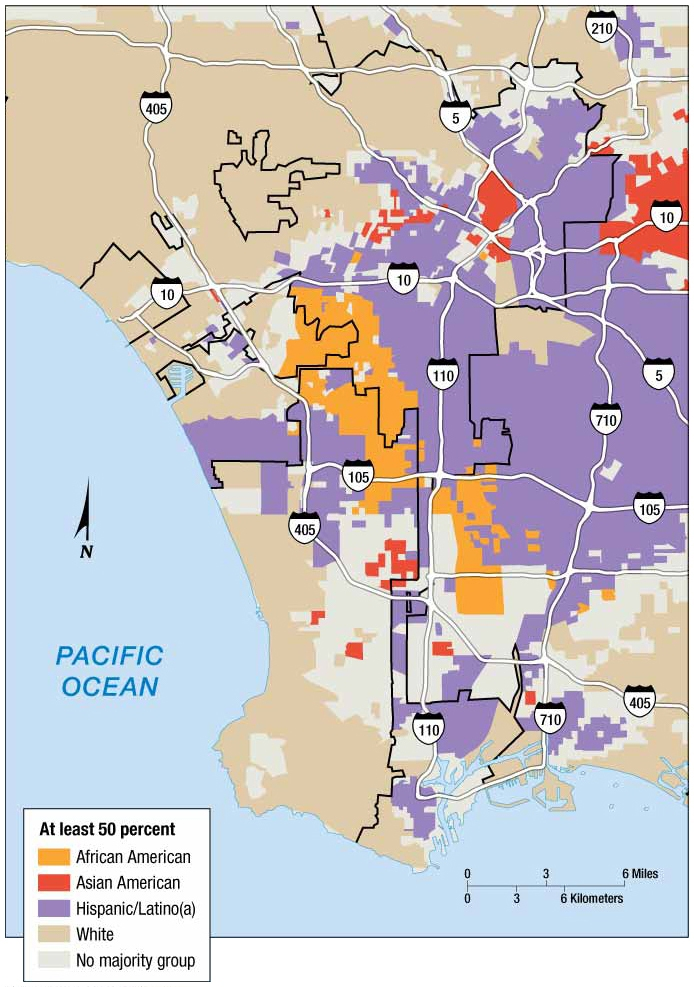 210
405
5
10
10
10
110
5
710
105
105
405
N
PACIFIC
OCEAN
405
110
710
At least 50 percent
African American
Asian American
Hispanic/Latino(a)
White
No majority group
0 3 6 Miles
0 3 6 Kilometers